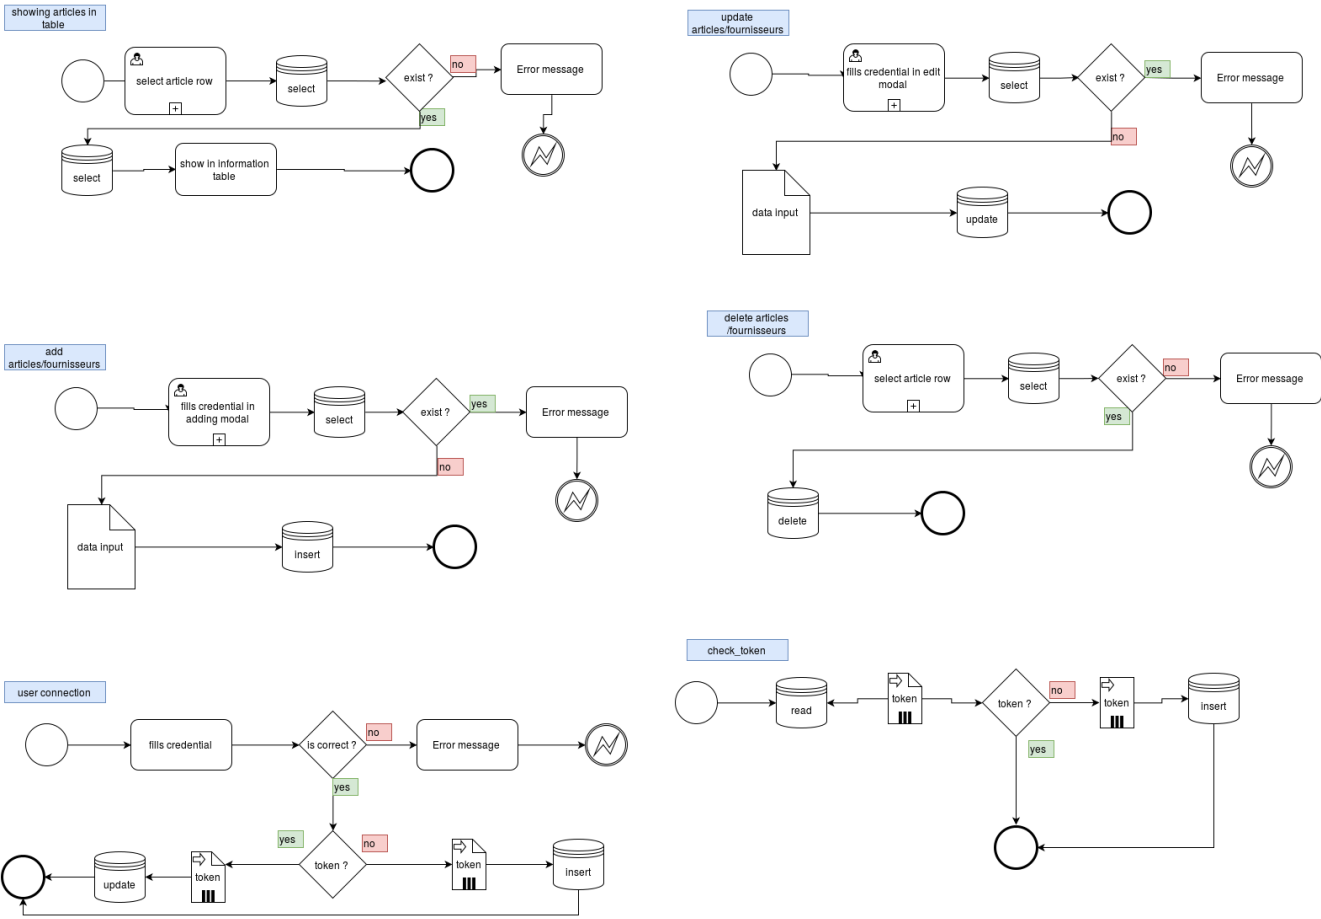 showing articles in
table
select article row
+
select
exist ?
no
Error message
yes
select
show in information
table
update
articles/fournisseurs
fills credential in edit
modal
+
select
exist ?
yes
Error message
no
data input
update
add
articles/fournisseurs
fills credential in
adding modal
+
select
exist ?
yes
Error message
no
data input
insert
delete articles
/fournisseurs
select article row
+
select
exist ?
no
Error message
yes
delete
user connection
fills credential
is correct ?
no
Error message
yes
token ?
yes
no
token
update
token
insert
check_token
read
token
token ?
no
token
insert
yes